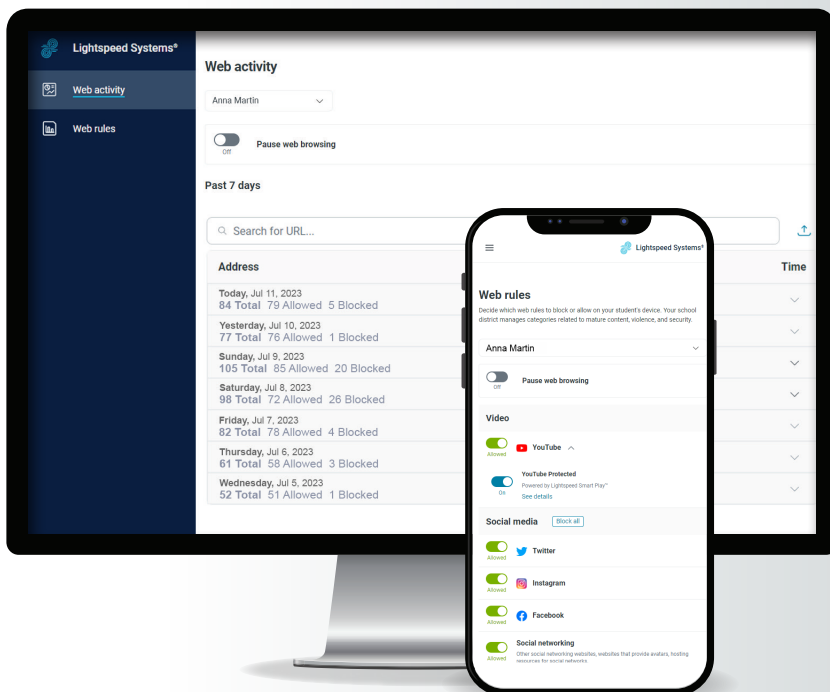 Lightspeed Systems®
Web activity
Web rules
Web activity
Anna Martin
Off
Pause web browsing
Past 7 days
Search for URL...
Address
Time
Today, Jul 11, 2023
84 Total 79 Allowed 5 Blocked
Yesterday, Jul 10, 2023
77 Total 76 Allowed 1 Blocked
Sunday, Jul 9, 2023
105 Total 85 Allowed 20 Blocked
Saturday, Jul 8, 2023
98 Total 72 Allowed 26 Blocked
Friday, Jul 7, 2023
82 Total 78 Allowed 4 Blocked
Thursday, Jul 6, 2023
61 Total 58 Allowed 3 Blocked
Wednesday, Jul 5, 2023
52 Total 51 Allowed 1 Blocked
Lightspeed Systems®
Web rules
Decide which web rules to block or allow on your student's device. Your school
district manages categories related to mature content, violence, and security.
Anna Martin
Off
Pause web browsing
Video
Allowed
YouTube
YouTube Protected
Powered by Lightspeed Smart Play™
On
See details
Social media Block all
Allowed
Twitter
Allowed
Instagram
Allowed
Facebook
Social networking
Allowed
Other social networking websites, websites that provide avatars, hosting
resources for social networks.